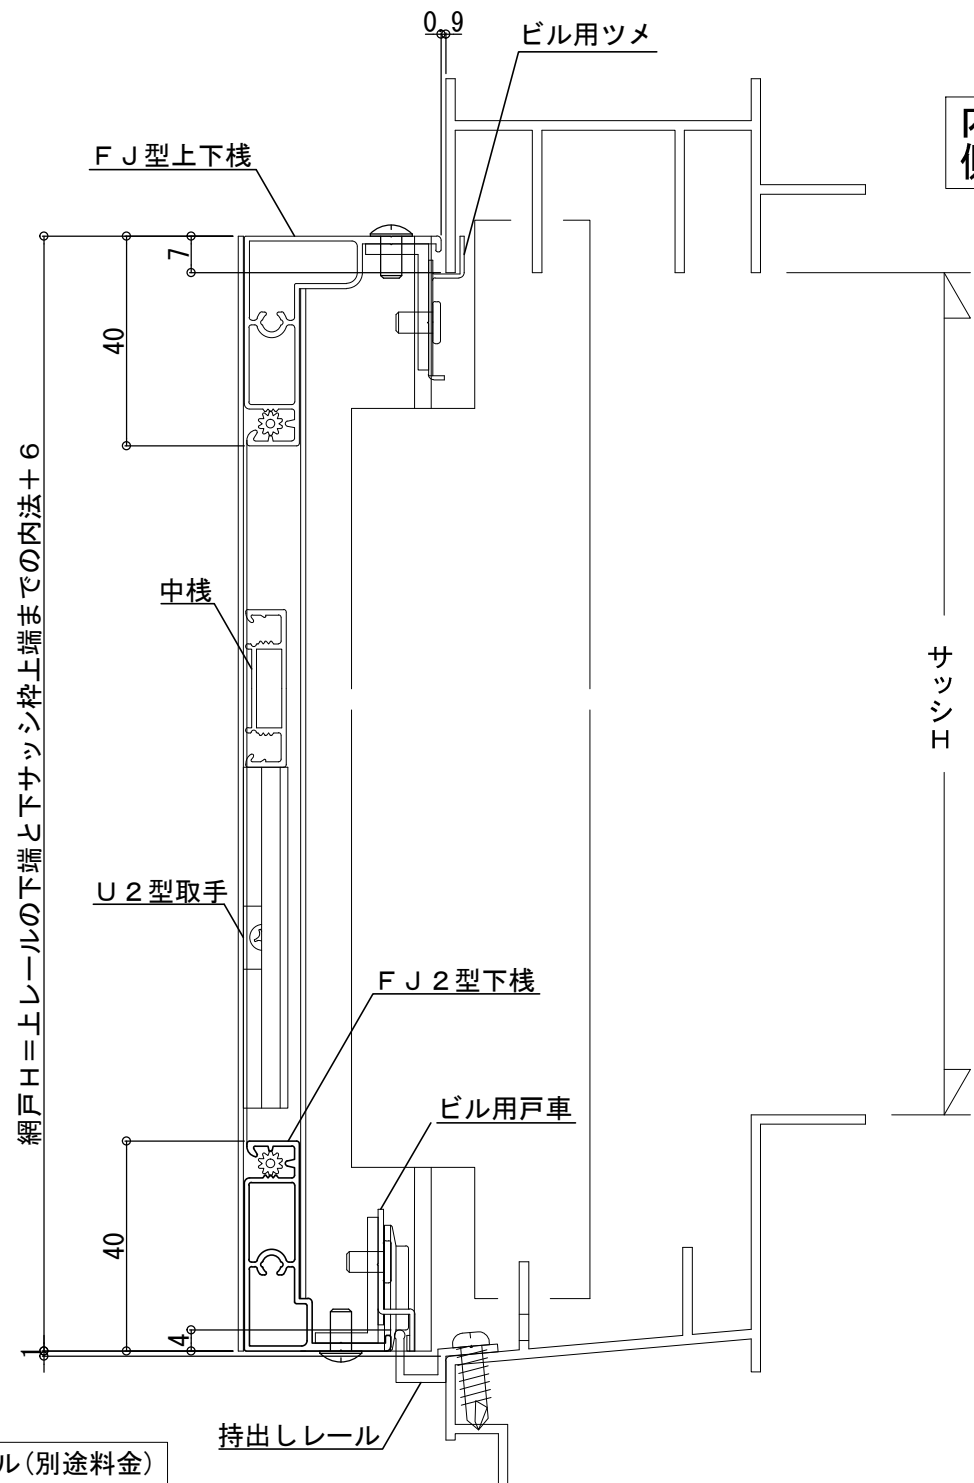 0.9
ビル用ツメ
内
FJ型上下桟
7
40
網戸H=上レールの下端と下サッシ枠上端までの内法+6
中桟
サッシH
U2型取手
FJ2型下桟
ビル用戸車
40
4
1
持出しレール
ル(別途料金)